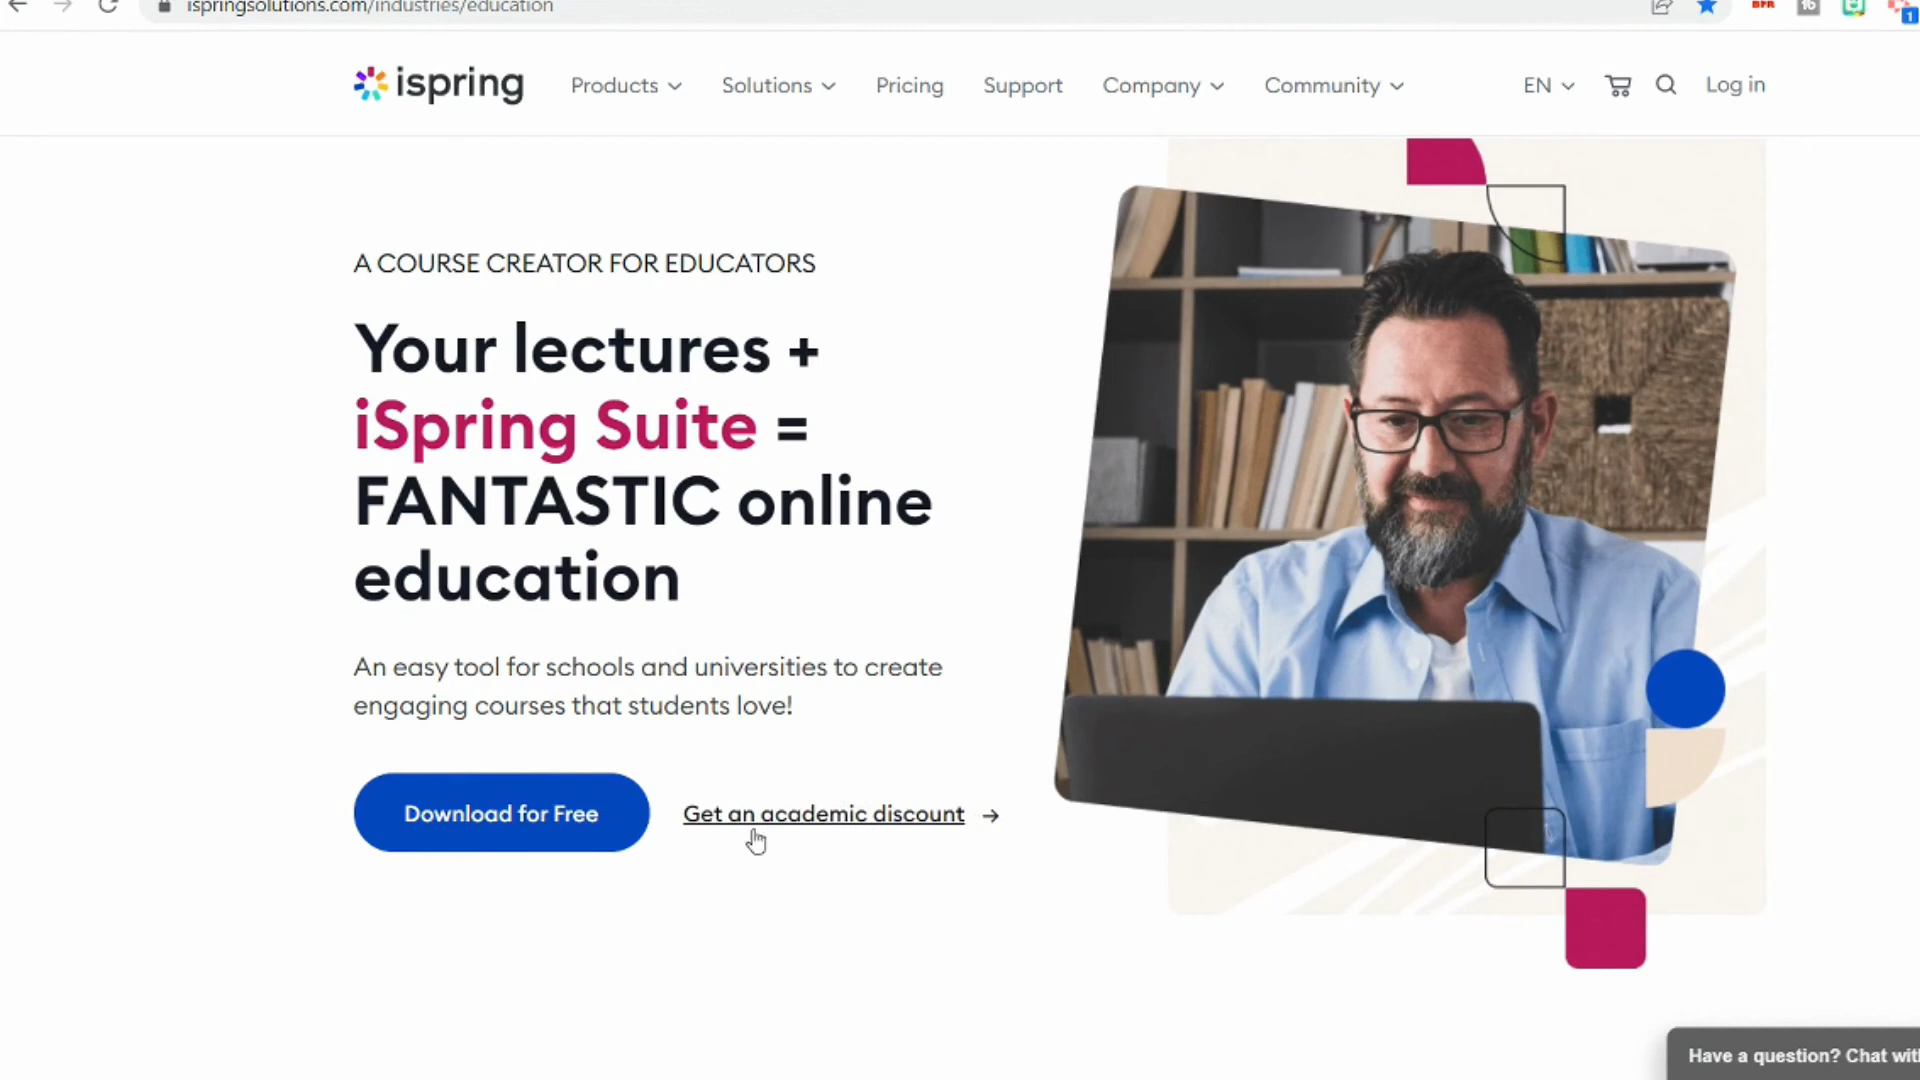 ispringsolutions.com/industries/education
1
ispring
Products
Solutions
Pricing
Support
Company
Community
EN
Log in
A COURSE CREATOR FOR EDUCATORS
Your lectures +
iSpring Suite =
FANTASTIC online
education
An easy tool for schools and universities to create
engaging courses that students love!
Download for Free
Get an academic discount →
Have a question? Chat wit